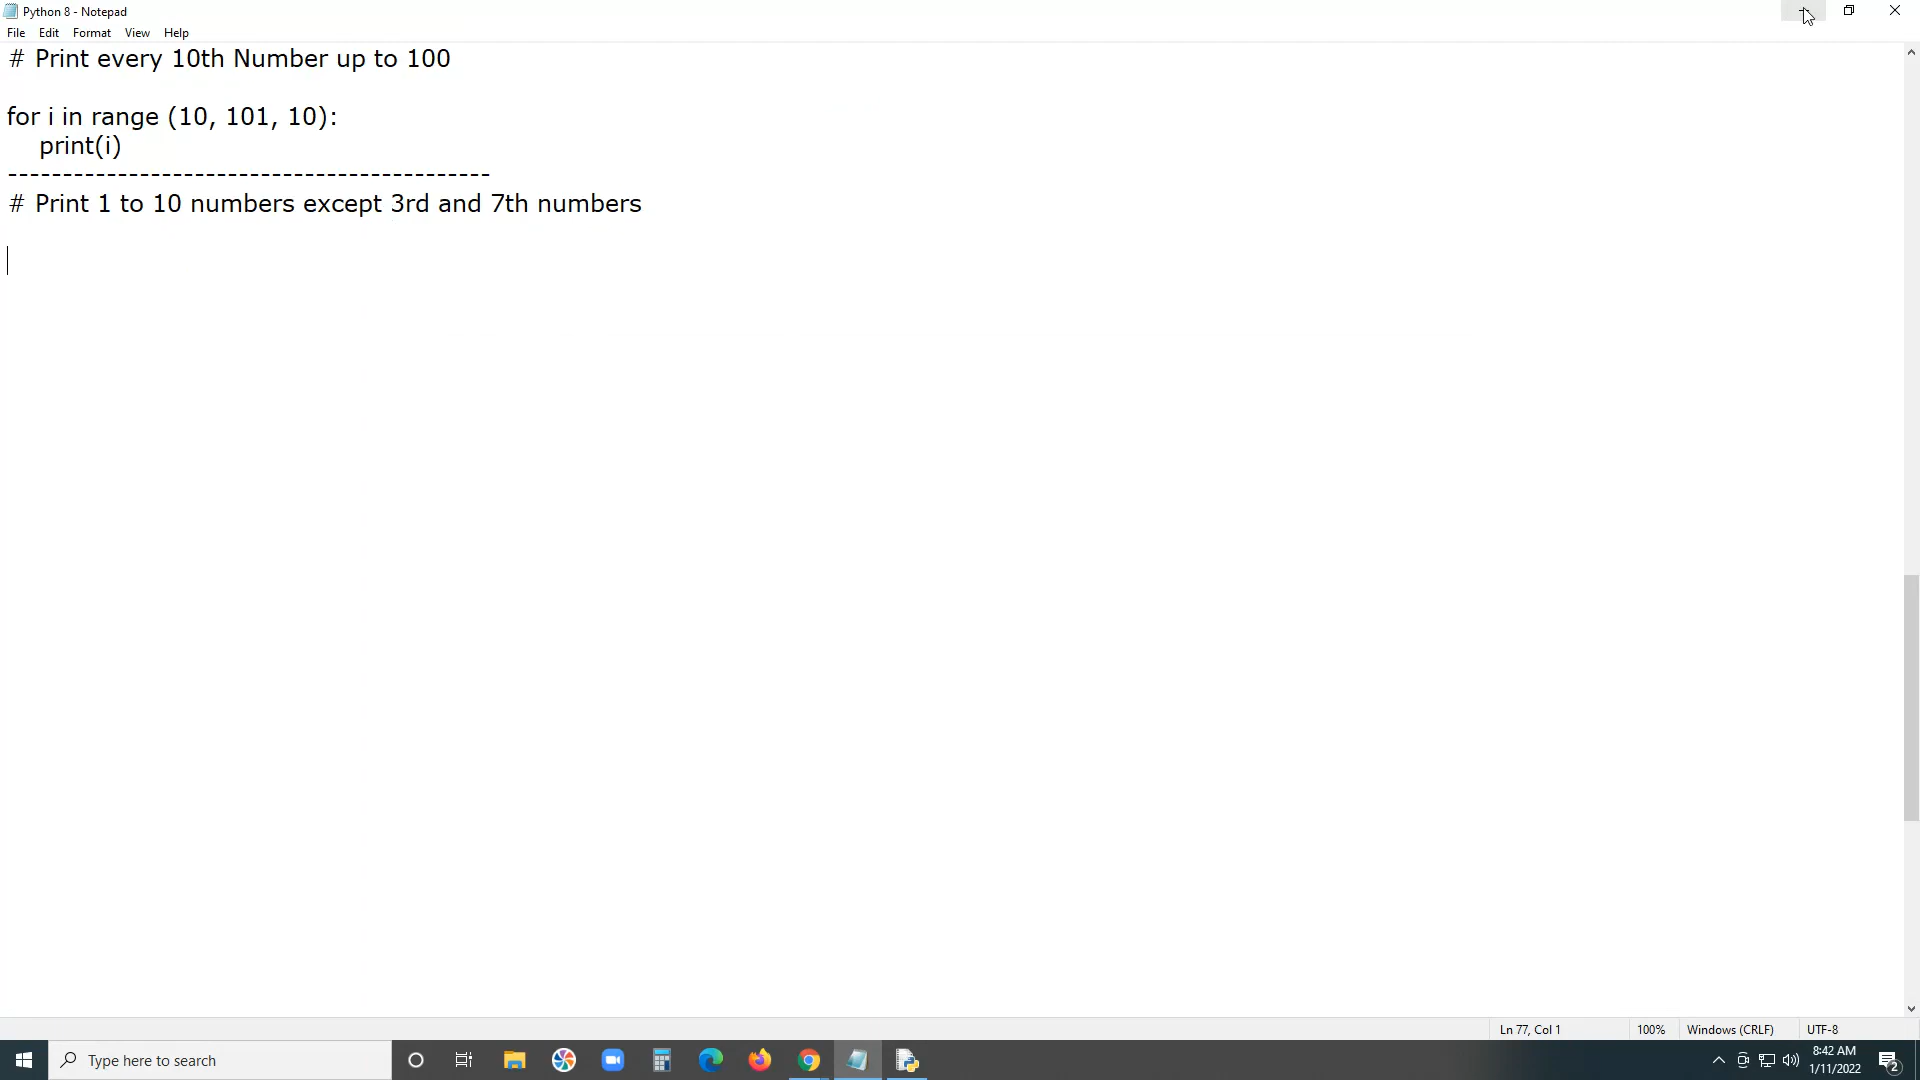 Python 8 - Notepad
File Edit Format View Help
# Print every 10th Number up to 100
for i in range (10, 101, 10):
print(i)
--------------------------------------------
# Print 1 to 10 numbers except 3rd and 7th numbers
Ln 77, Col 1 100% Windows (CRLF) UTF-8
Type here to search
8:42 AM
1/11/2022
2